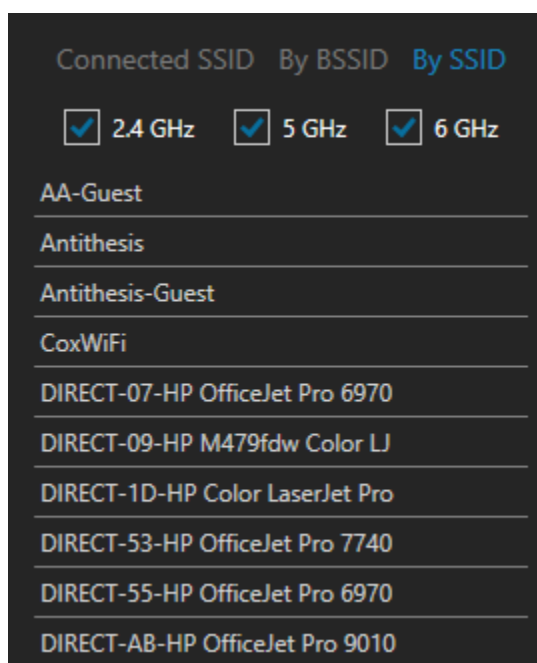 Connected SSID By BSSID By SSID
2.4 GHz 5 GHz 6 GHz
AA-Guest
Antithesis
Antithesis-Guest
CoxWiFi
DIRECT-07-HP OfficeJet Pro 6970
DIRECT-09-HP M479fdw Color LJ
DIRECT-1D-HP Color LaserJet Pro
DIRECT-53-HP OfficeJet Pro 7740
DIRECT-55-HP OfficeJet Pro 6970
DIRECT-AB-HP OfficeJet Pro 9010